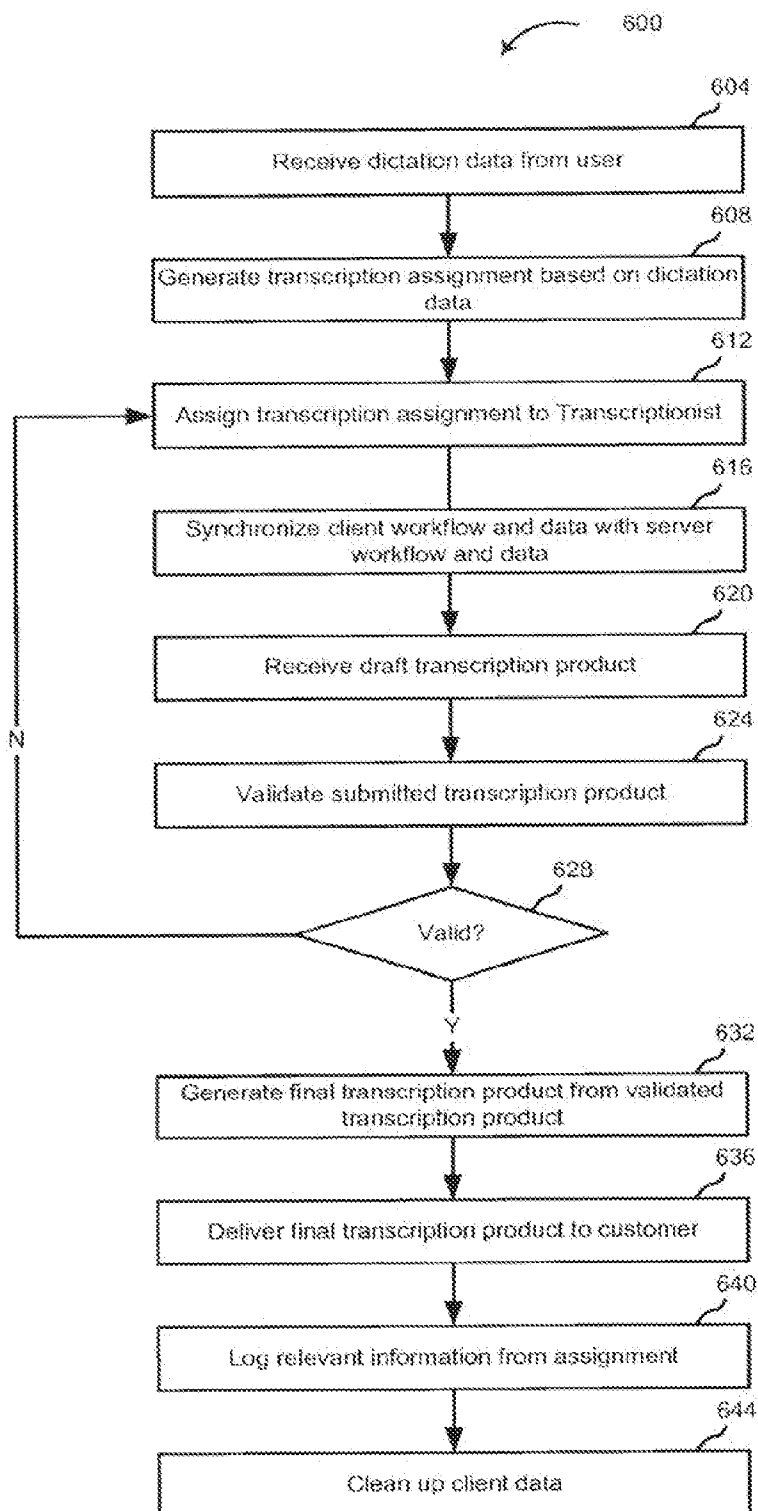 600
604
Receive dictation data from user
608
Generate transcription assignment based on dictation
data
612
Assign transcription assignment to Transcriptionist
616
Synchronize client workflow and data with server
workflow and data
620
Receive draft transcription product
624
N
Validate submitted transcription product
628
Valid?
Y
632
Generate final transcription product from validated
transcription product
636
Deliver final transcription product to customer
640
Log relevant information from assignment
644
Clean up client data